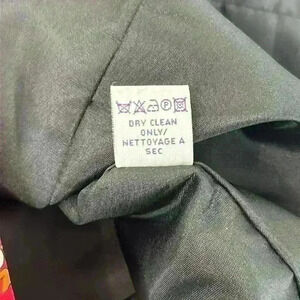 DRY CLEAN
ONLY/
NETTOYAGE A
SEC